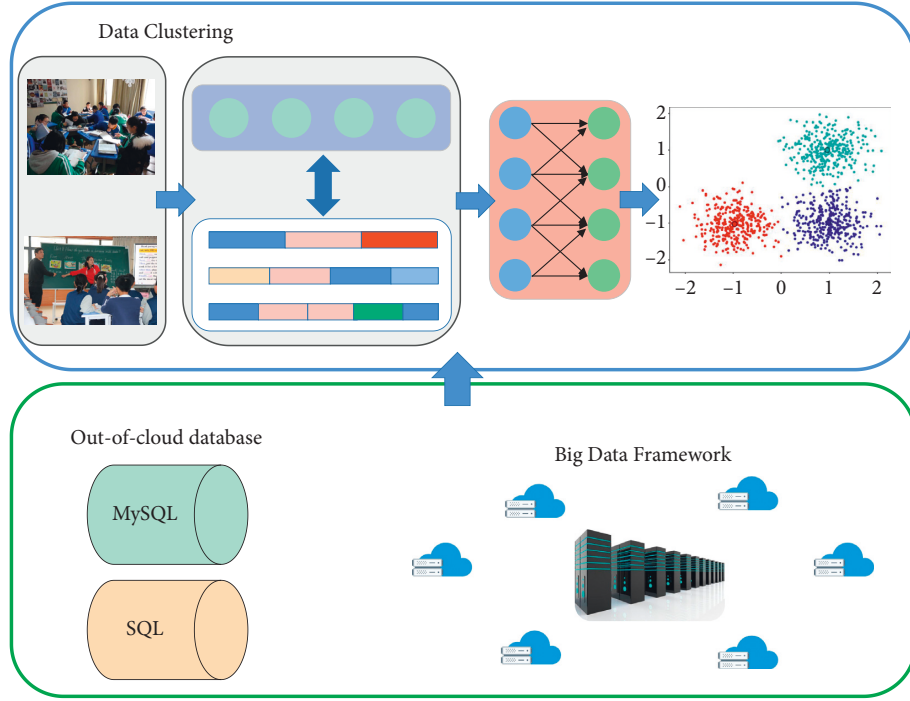 Data Clustering
2
1
0
−1
−2
−2
−1
0
1
2
Out-of-cloud database
MySQL
SQL
Big Data Framework